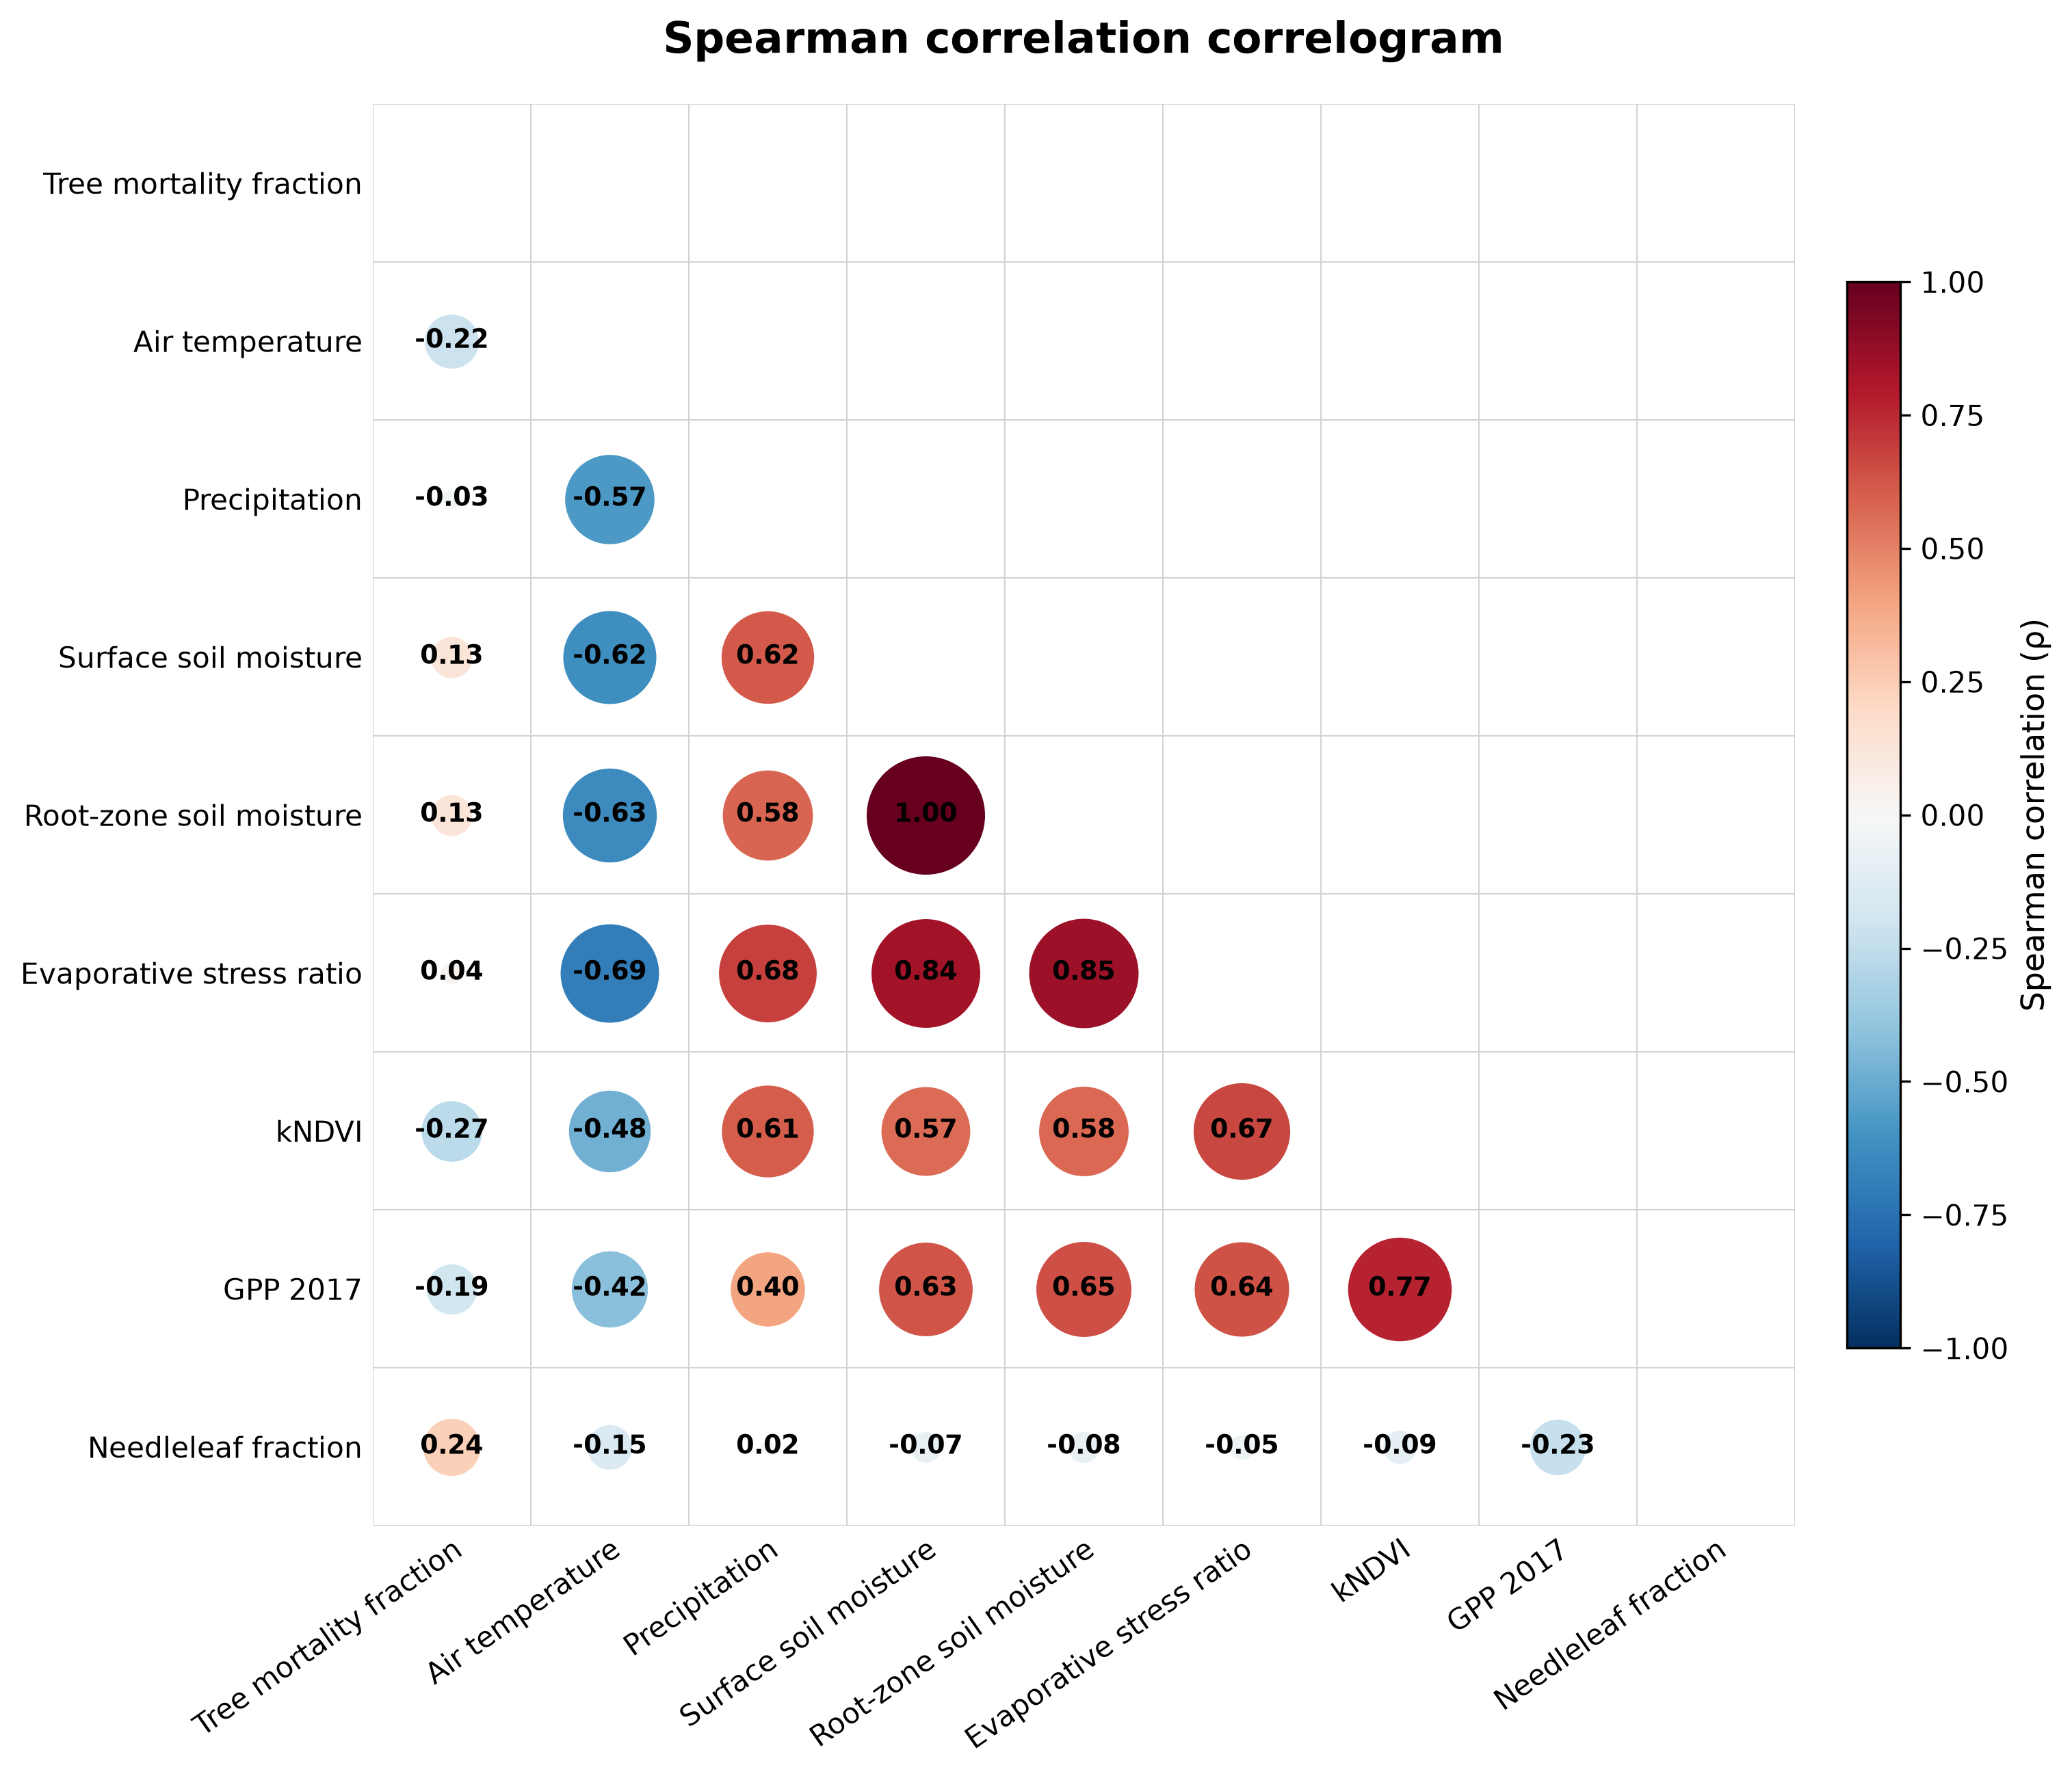 Spearman correlation correlogram
Tree mortality fraction
Air temperature
-0.22
Precipitation
-0.03
-0.57
Surface soil moisture
0.13
-0.62
0.62
Root-zone soil moisture
0.13
-0.63
0.58
1.00
Evaporative stress ratio
0.04
-0.69
0.68
0.84
0.85
kNDVI
-0.27
-0.48
0.61
0.57
0.58
0.67
GPP 2017
-0.19
-0.42
0.40
0.63
0.65
0.64
0.77
Needleleaf fraction
0.24
-0.15
0.02
-0.07
-0.08
-0.05
-0.09
-0.23
Tree mortality fraction
Air temperature
Precipitation
Surface soil moisture
Root-zone soil moisture
Evaporative stress ratio
kNDVI
GPP 2017
Needleleaf fraction
1.00
0.75
0.50
0.25
0.00
−0.25
−0.50
−0.75
−1.00
Spearman correlation (ρ)